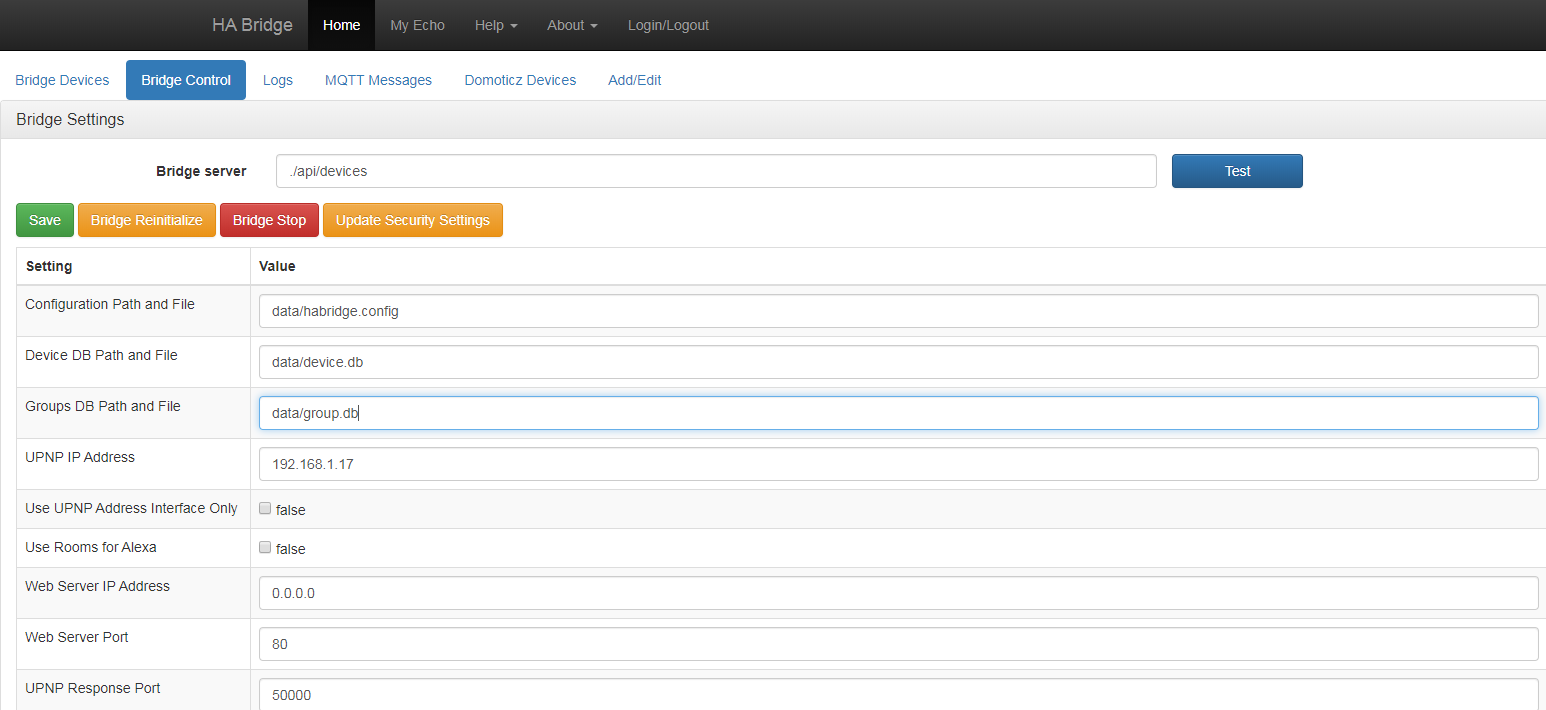 HA Bridge Home My Echo Help About Login/Logout
Bridge Devices Bridge Control Logs MQTT Messages Domoticz Devices Add/Edit
Bridge Settings
Bridge server ./api/devices Test
Save Bridge Reinitialize Bridge Stop Update Security Settings
Setting Value
Configuration Path and File data/habridge.config
Device DB Path and File data/device.db
Groups DB Path and File data/group.db
UPNP IP Address 192.168.1.17
Use UPNP Address Interface Only false
Use Rooms for Alexa false
Web Server IP Address 0.0.0.0
Web Server Port 80
UPNP Response Port 50000